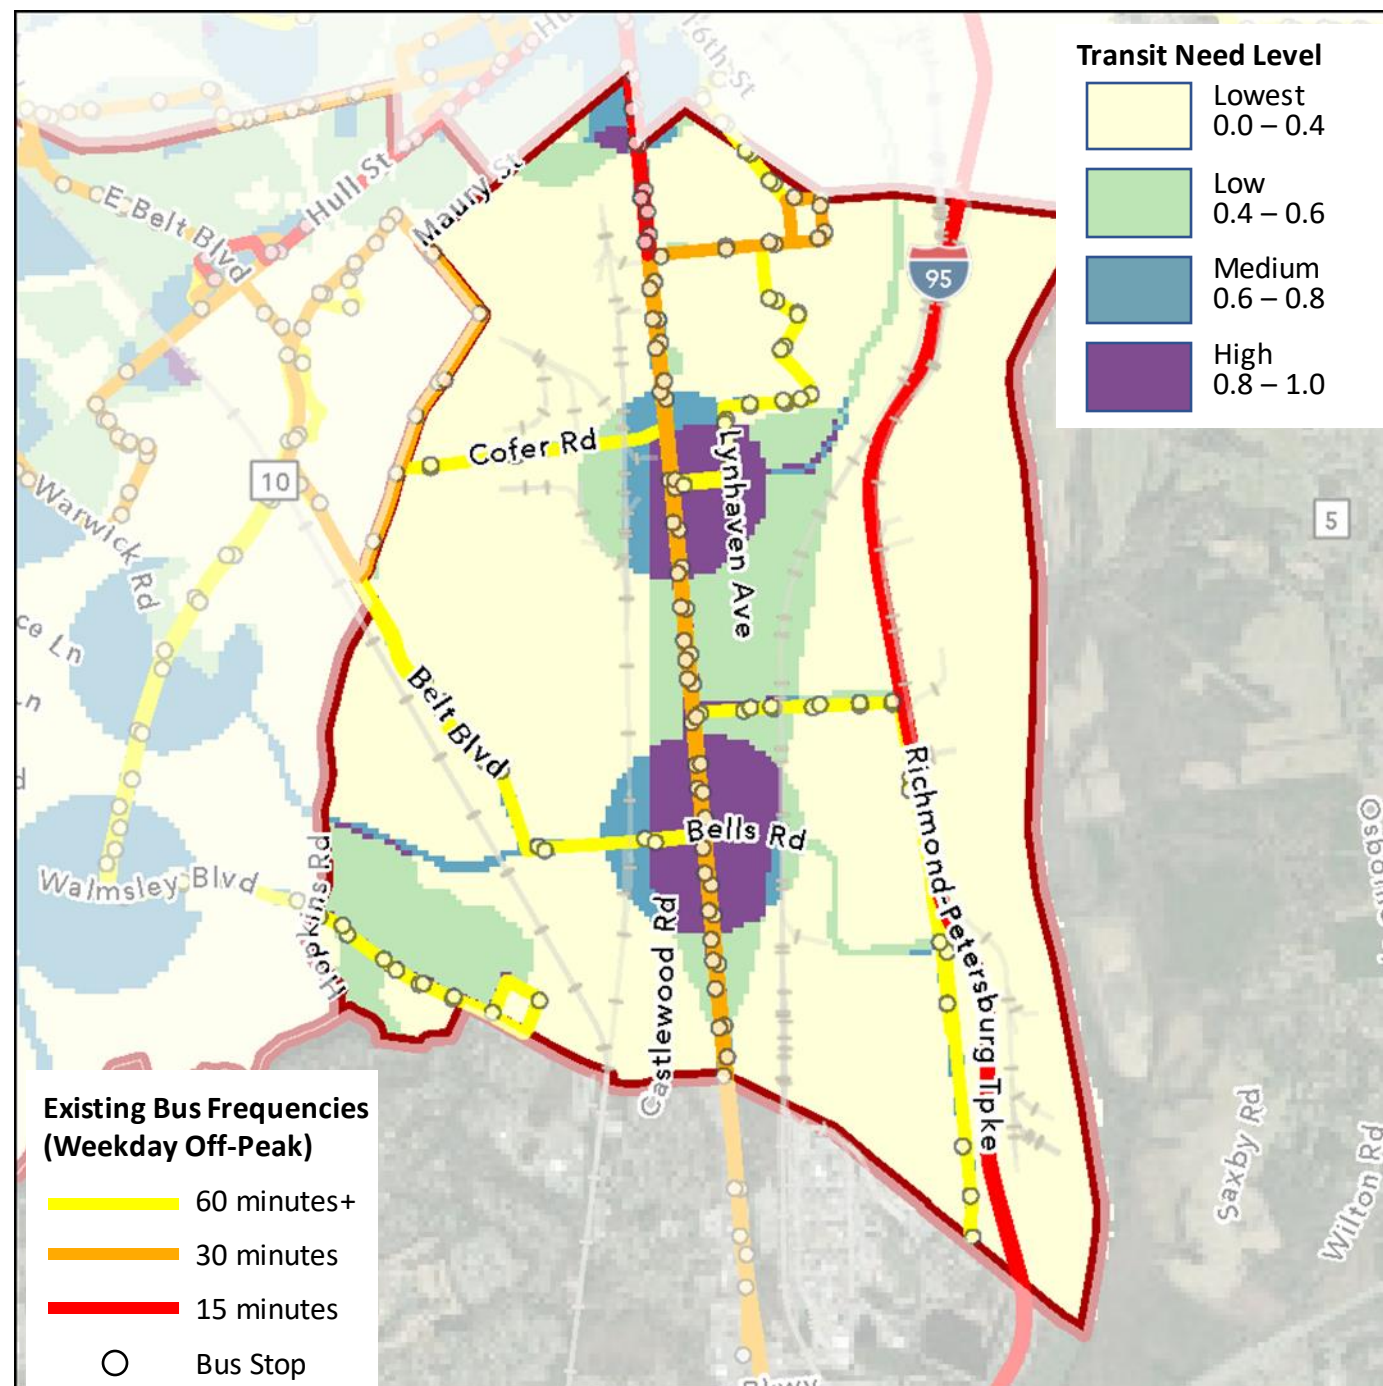 Transit Need Level
Lowest
0.0 – 0.4
Low
0.4 – 0.6
Medium
0.6 – 0.8
High
0.8 – 1.0
16th St
E Belt Blvd
Hull St
Maury St
95
5
10
Cofer Rd
Lynhaven Ave
Warwick Rd
ce Ln
Belt Blvd
Bells Rd
Walmsley Blvd
Hopkins Rd
Castlewood Rd
Richmond-Petersburg Tpke
Saxby Rd
Wilton Rd
Existing Bus Frequencies
(Weekday Off-Peak)
60 minutes+
30 minutes
15 minutes
Bus Stop